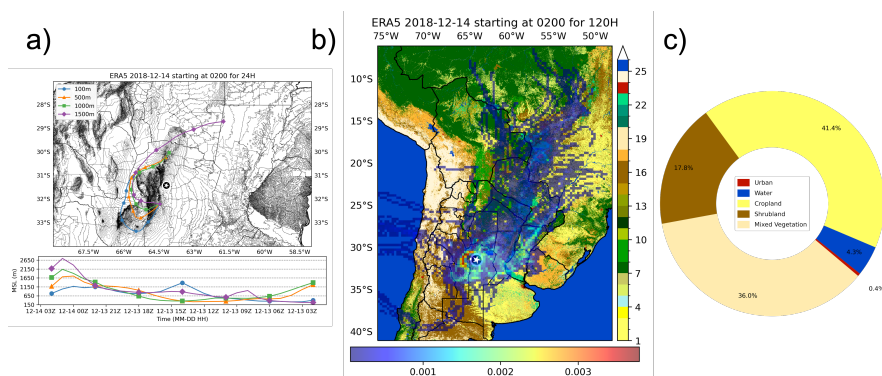 a)
b)
c)
ERA5 2018-12-14 starting at 0200 for 24H
100m
500m
1000m
1500m
28°S
29°S
30°S
31°S
32°S
33°S
28°S
29°S
30°S
31°S
32°S
33°S
67.5°W 66°W 64.5°W 63°W 61.5°W 60°W 58.5°W
MSL (m)
2650
2150
1650
1150
650
150
12-14 03Z 12-14 00Z 12-13 21Z 12-13 18Z 12-13 15Z 12-13 12Z 12-13 09Z 12-13 06Z 12-13 03Z
Time (MM-DD HH)
ERA5 2018-12-14 starting at 0200 for 120H
75°W 70°W 65°W 60°W 55°W 50°W
10°S
15°S
20°S
25°S
30°S
35°S
40°S
25
22
19
16
13
10
7
4
1
0.001 0.002 0.003
41.4%
17.8%
36.0%
4.3%
0.4%
Urban
Water
Cropland
Shrubland
Mixed Vegetation